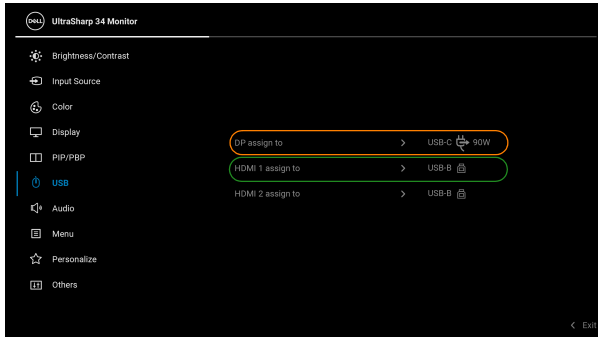 DELL UltraSharp 34 Monitor
Brightness/Contrast
Input Source
Color
Display
DP assign to > USB-C 90W
PIP/PBP
HDMI 1 assign to > USB-B
USB
HDMI 2 assign to > USB-B
Audio
Menu
Personalize
Others
< Exit